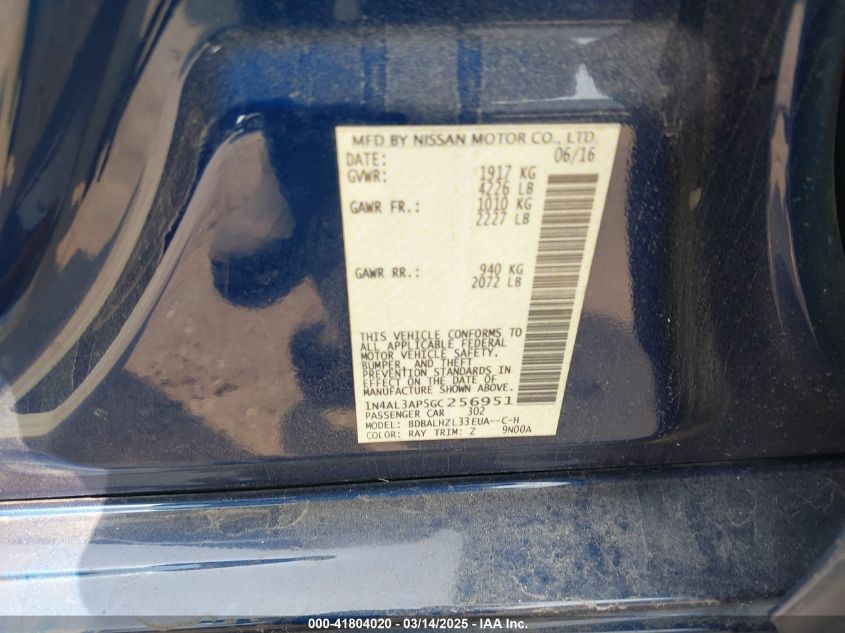 MFD BY NISSAN MOTOR CO., LTD.
DATE: 06/16
GVWR: 1917 KG
4226 LB
GAWR FR.: 1010 KG
2227 LB
GAWR RR.: 940 KG
2072 LB
THIS VEHICLE CONFORMS TO
ALL APPLICABLE FEDERAL
MOTOR VEHICLE SAFETY,
BUMPER, AND THEFT
PREVENTION STANDARDS IN
EFFECT ON THE DATE OF
MANUFACTURE SHOWN ABOVE.
1N4AL3AP5GC256951
PASSENGER CAR 302
MODEL: BDBALHZL33EUA--C-H
COLOR: RAY TRIM: Z 9N00A
000-41804020 - 03/14/2025 - IAA Inc.